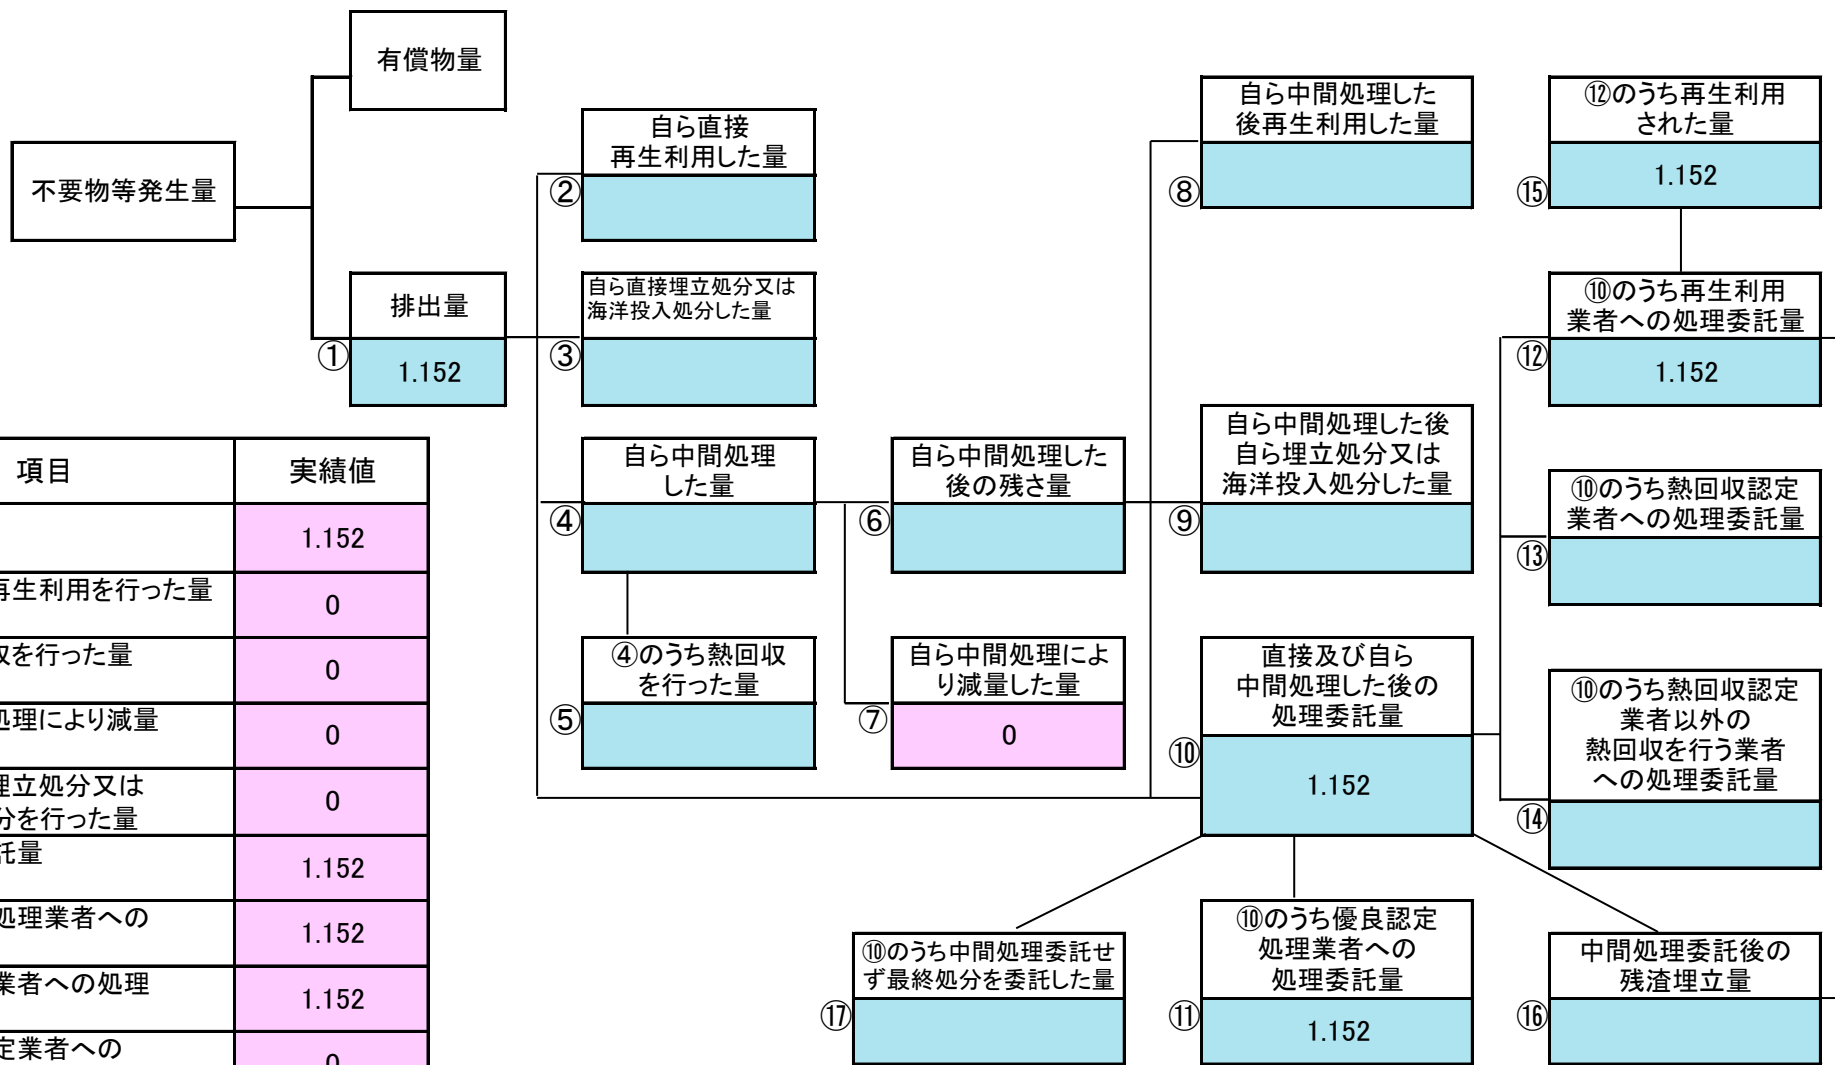 有償物量
不要物等発生量
排出量
①
1.152
自ら直接
再生利用した量
②
自ら直接埋立処分又は
海洋投入処分した量
③
自ら中間処理
した量
④
④のうち熱回収
を行った量
⑤
自ら中間処理した
後の残さ量
⑥
自ら中間処理によ
り減量した量
⑦
0
自ら中間処理した
後再生利用した量
⑧
自ら中間処理した後
自ら埋立処分又は
海洋投入処分した量
⑨
直接及び自ら
中間処理した後の
処理委託量
⑩
1.152
⑩のうち優良認定
処理業者への
処理委託量
⑪
1.152
⑩のうち中間処理委託せ
ず最終処分を委託した量
⑰
⑫のうち再生利用
された量
⑮
1.152
⑩のうち再生利用
業者への処理委託量
⑫
1.152
⑩のうち熱回収認定
業者への処理委託量
⑬
⑩のうち熱回収認定
業者以外の
熱回収を行う業者
への処理委託量
⑭
中間処理委託後の
残渣埋立量
⑯
項目 実績値
1.152
再生利用を行った量
0
を行った量
0
処理により減量
0
埋立処分又は
分を行った量
0
託量
1.152
処理業者への
1.152
業者への処理
1.152
定業者への
0